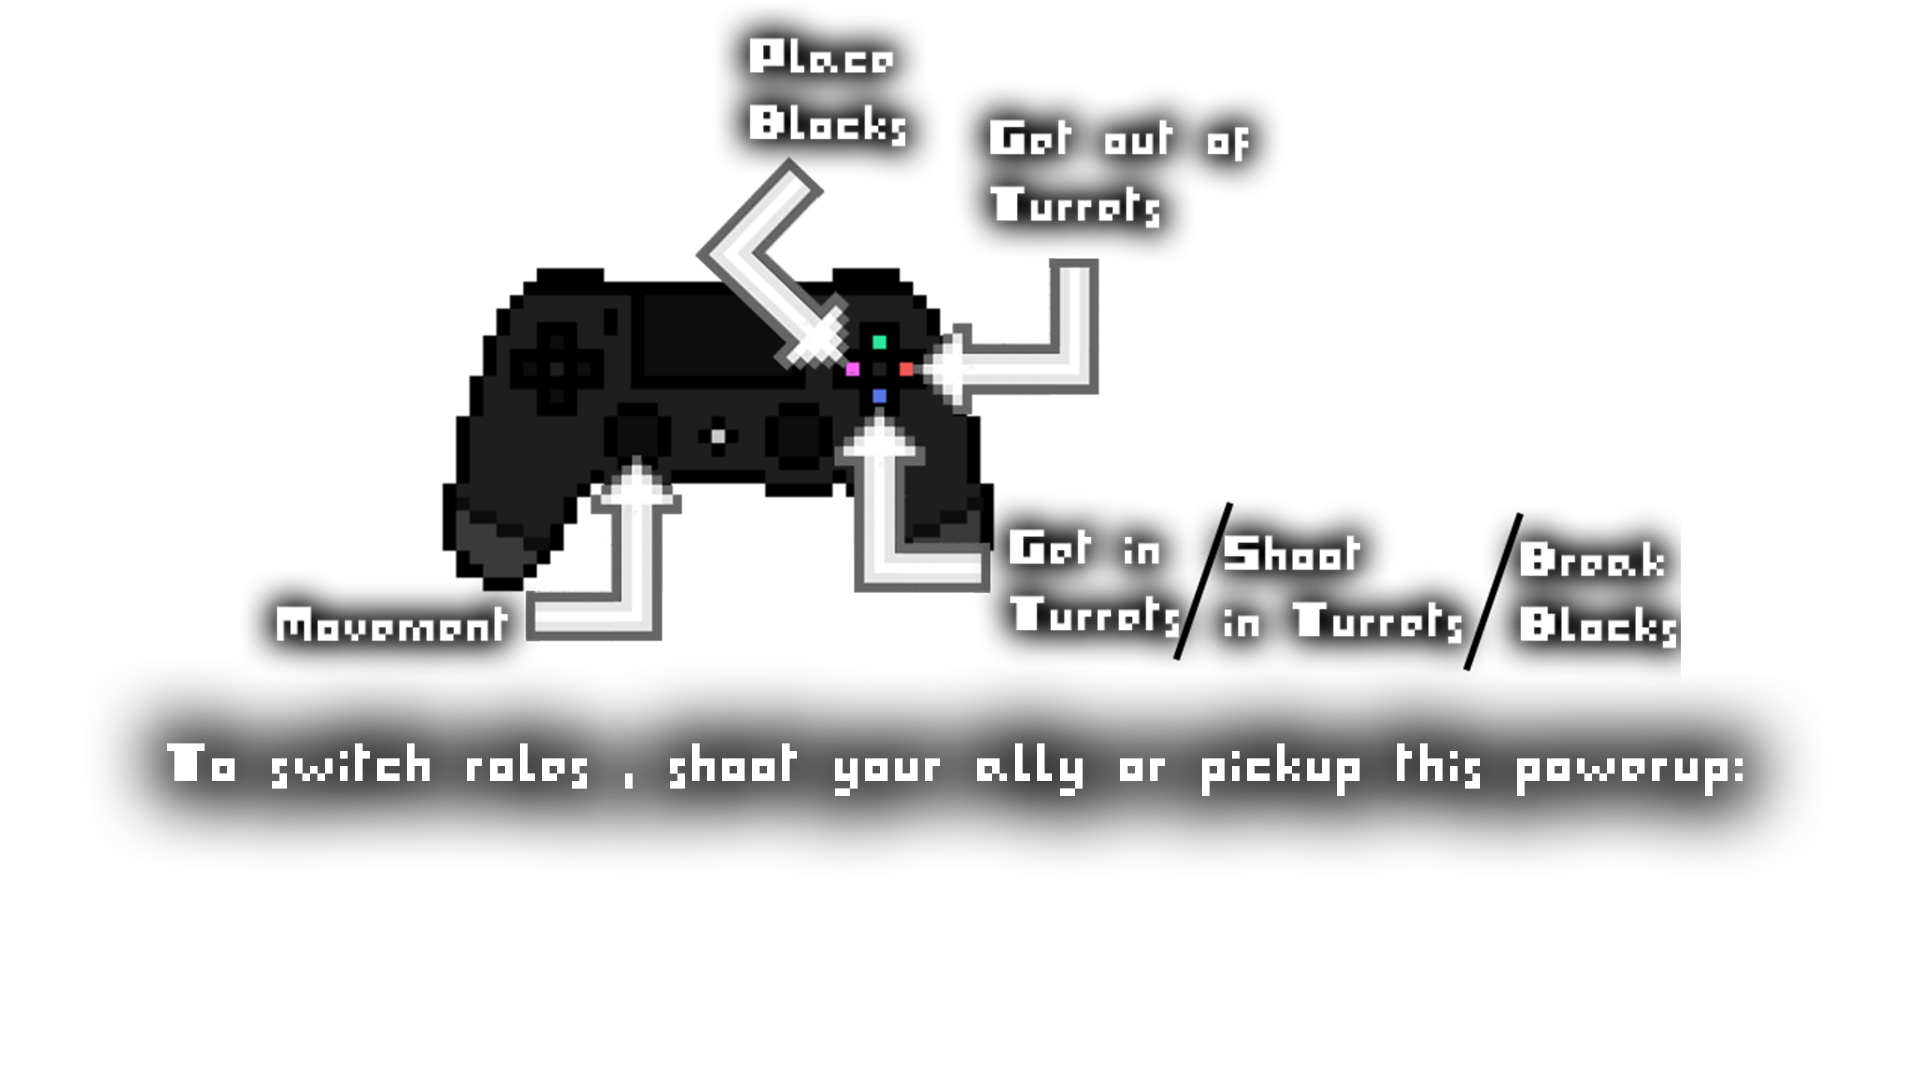 Place
Blocks
Get out of
Turrets
Get in
Turrets
Shoot
in Turrets
Break
Blocks
Movement
To switch roles , shoot your ally or pickup this powerup: